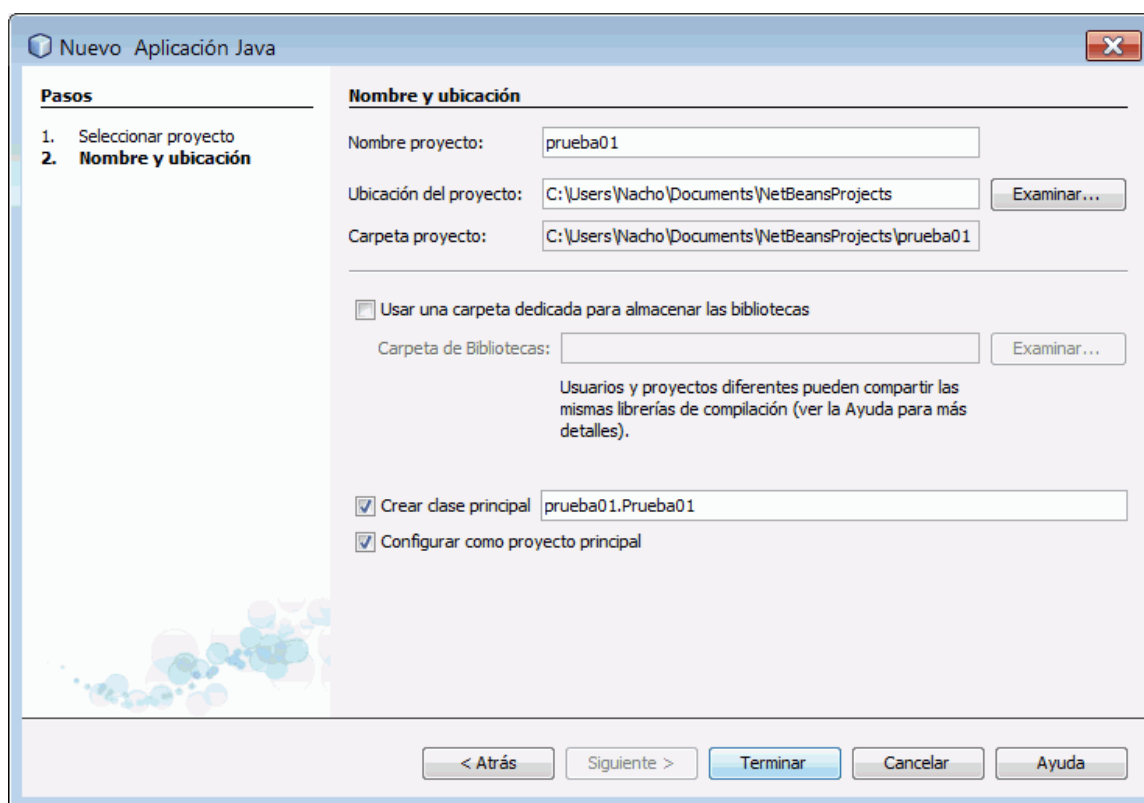 Nuevo Aplicación Java
Pasos
1. Seleccionar proyecto
2. Nombre y ubicación
Nombre y ubicación
Nombre proyecto: prueba01
Ubicación del proyecto: C:\Users\Nacho\Documents\NetBeansProjects Examinar...
Carpeta proyecto: C:\Users\Nacho\Documents\NetBeansProjects\prueba01
Usar una carpeta dedicada para almacenar las bibliotecas
Carpeta de Bibliotecas: Examinar...
Usuarios y proyectos diferentes pueden compartir las
mismas librerías de compilación (ver la Ayuda para más
detalles).
Crear clase principal prueba01.Prueba01
Configurar como proyecto principal
< Atrás Siguiente > Terminar Cancelar Ayuda